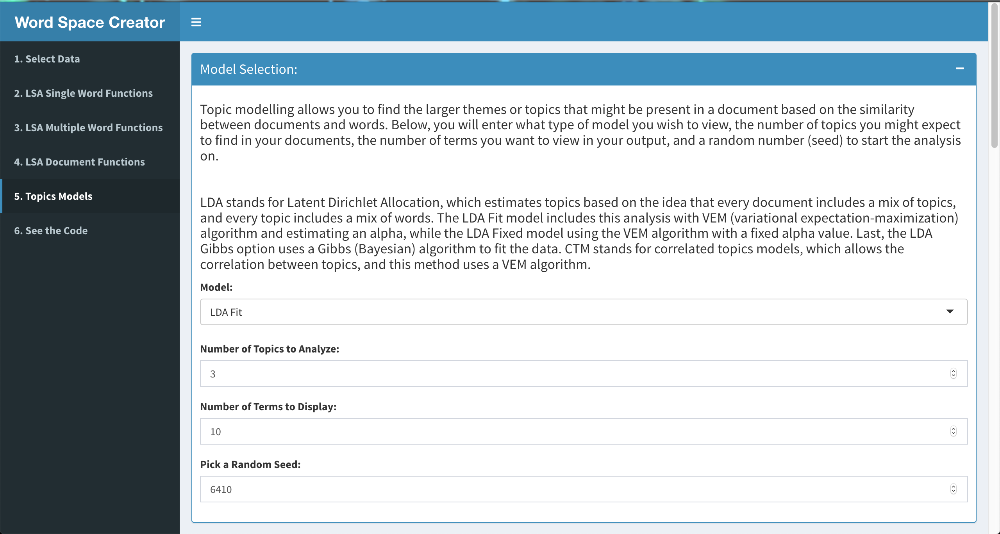 Word Space Creator
1. Select Data
2. LSA Single Word Functions
3. LSA Multiple Word Functions
4. LSA Document Functions
5. Topics Models
6. See the Code
Model Selection:
Topic modelling allows you to find the larger themes or topics that might be present in a document based on the similarity
between documents and words. Below, you will enter what type of model you wish to view, the number of topics you might expect
to find in your documents, the number of terms you want to view in your output, and a random number (seed) to start the analysis
on.
LDA stands for Latent Dirichlet Allocation, which estimates topics based on the idea that every document includes a mix of topics,
and every topic includes a mix of words. The LDA Fit model includes this analysis with VEM (variational expectation-maximization)
algorithm and estimating an alpha, while the LDA Fixed model using the VEM algorithm with a fixed alpha value. Last, the LDA
Gibbs option uses a Gibbs (Bayesian) algorithm to fit the data. CTM stands for correlated topics models, which allows the
correlation between topics, and this method uses a VEM algorithm.
Model:
LDA Fit
Number of Topics to Analyze:
3
Number of Terms to Display:
10
Pick a Random Seed:
6410